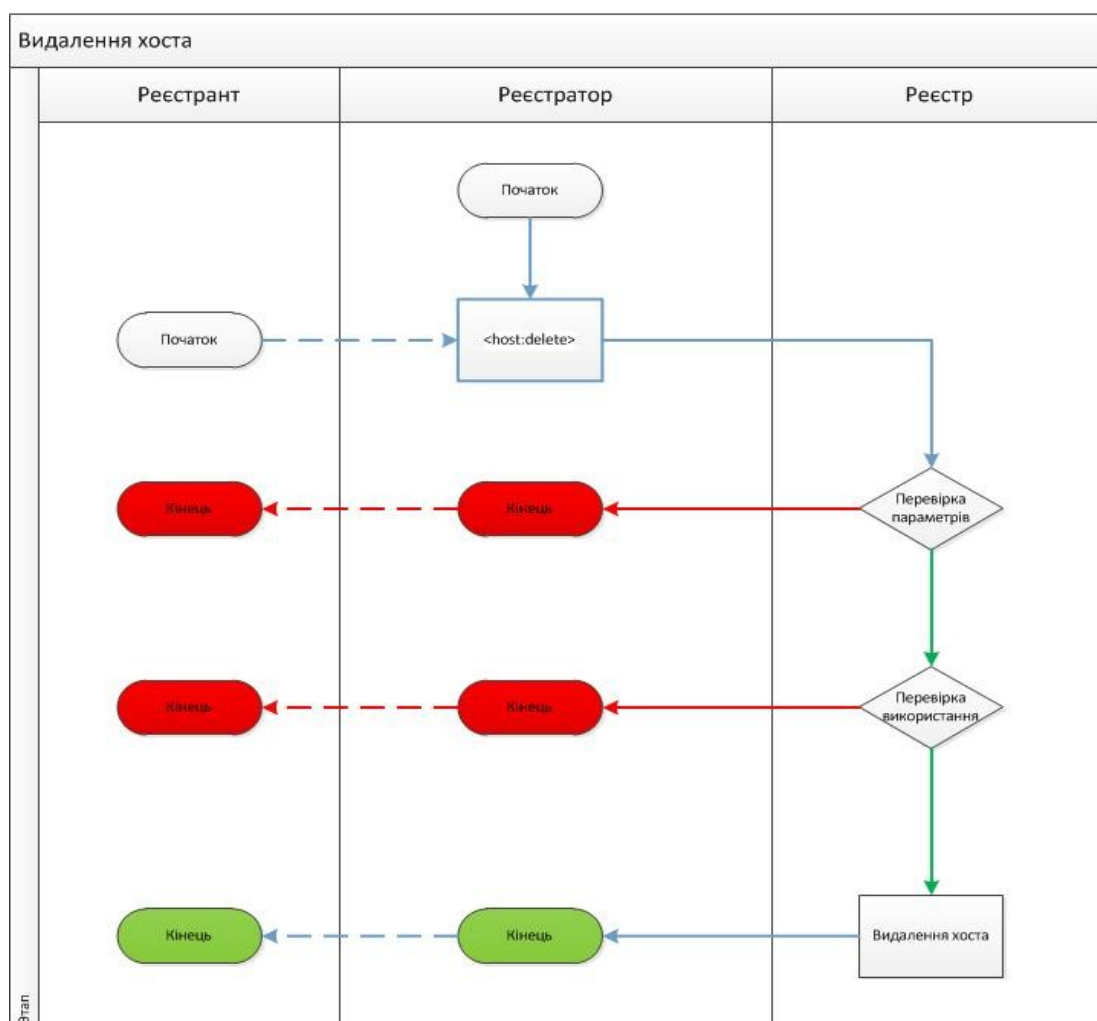 Видалення хоста
Реєстрант
Реєстратор
Реєстр
Початок
Початок
<host:delete>
Кінець
Кінець
Перевірка
параметрів
Кінець
Кінець
Перевірка
використання
Кінець
Кінець
Видалення хоста
Этап